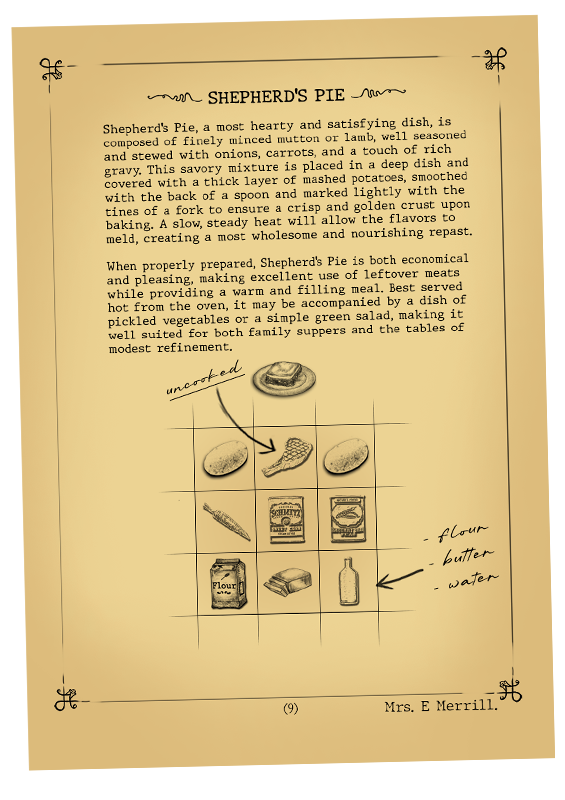 SHEPHERD'S PIE
Shepherd's Pie, a most hearty and satisfying dish, is
composed of finely minced mutton or lamb, well seasoned
and stewed with onions, carrots, and a touch of rich
gravy. This savory mixture is placed in a deep dish and
covered with a thick layer of mashed potatoes, smoothed
with the back of a spoon and marked lightly with the
tines of a fork to ensure a crisp and golden crust upon
baking. A slow, steady heat will allow the flavors to
meld, creating a most wholesome and nourishing repast.
When properly prepared, Shepherd's Pie is both economical
and pleasing, making excellent use of leftover meats
while providing a warm and filling meal. Best served
hot from the oven, it may be accompanied by a dish of
pickled vegetables or a simple green salad, making it
well suited for both family suppers and the tables of
modest refinement.
uncooked
SCHMITZ
Flour
- flour
- butter
- water
(9)
Mrs. E Merrill.